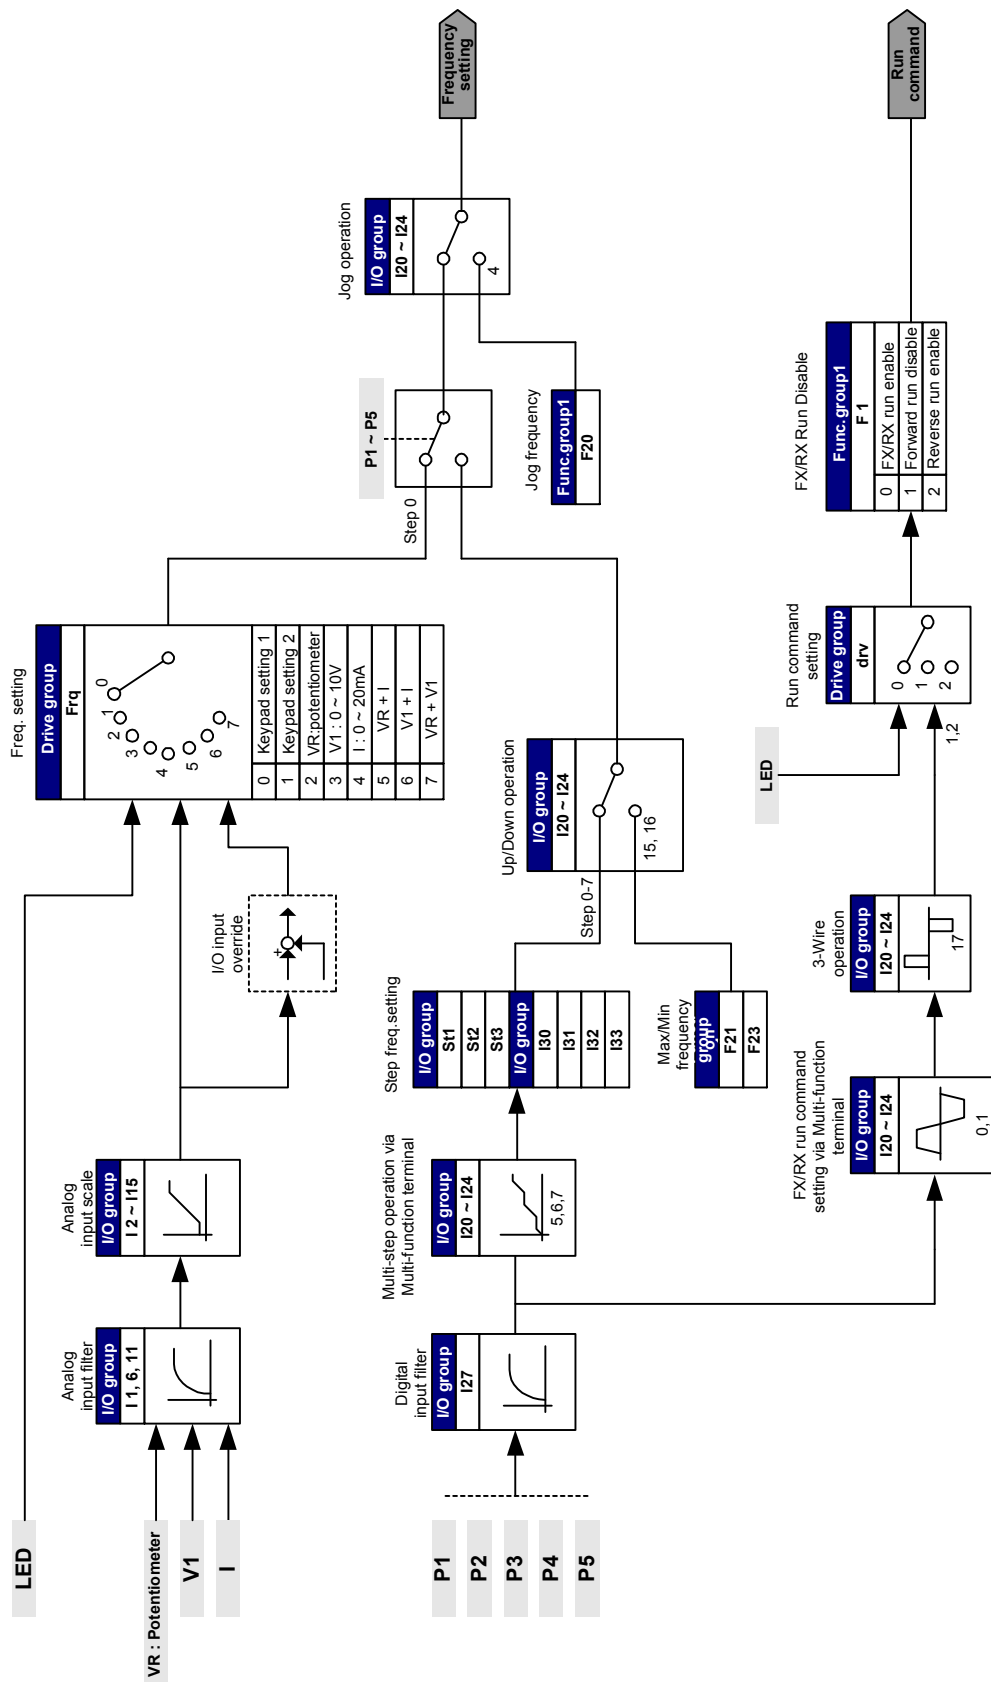 LED
VR : Potentiometer
V1
I
Analog
input filter
I/O group
I 1, 6, 11
Analog
input scale
I/O group
I 2 ~ I15
I/O input
override
+
Freq. setting
Drive group
Frq
0
1
2
3
4
5
6
7
0 Keypad setting 1
1 Keypad setting 2
2 VR:potentiometer
3 V1 : 0 ~ 10V
4 I : 0 ~ 20mA
5 VR + I
6 V1 + I
7 VR + V1
P1
P2
P3
P4
P5
Digital
input filter
I/O group
I27
Multi-step operation via
Multi-function terminal
I/O group
I20 ~ I24
5,6,7
Step freq.setting
I/O group
St1
St2
St3
I/O group
I30
I31
I32
I33
Max/Min
frequency
group
F21
F23
Up/Down operation
I/O group
I20 ~ I24
Step 0-7
15, 16
Step 0
P1 ~ P5
Jog frequency
Func.group1
F20
Jog operation
I/O group
I20 ~ I24
4
Frequency
setting
FX/RX run command
setting via Multi-function
terminal
I/O group
I20 ~ I24
0,1
3-Wire
operation
I/O group
I20 ~ I24
17
LED
1,2
Run command
setting
Drive group
drv
0
1
2
FX/RX Run Disable
Func.group1
F 1
0 FX/RX run enable
1 Forward run disable
2 Reverse run enable
Run
command